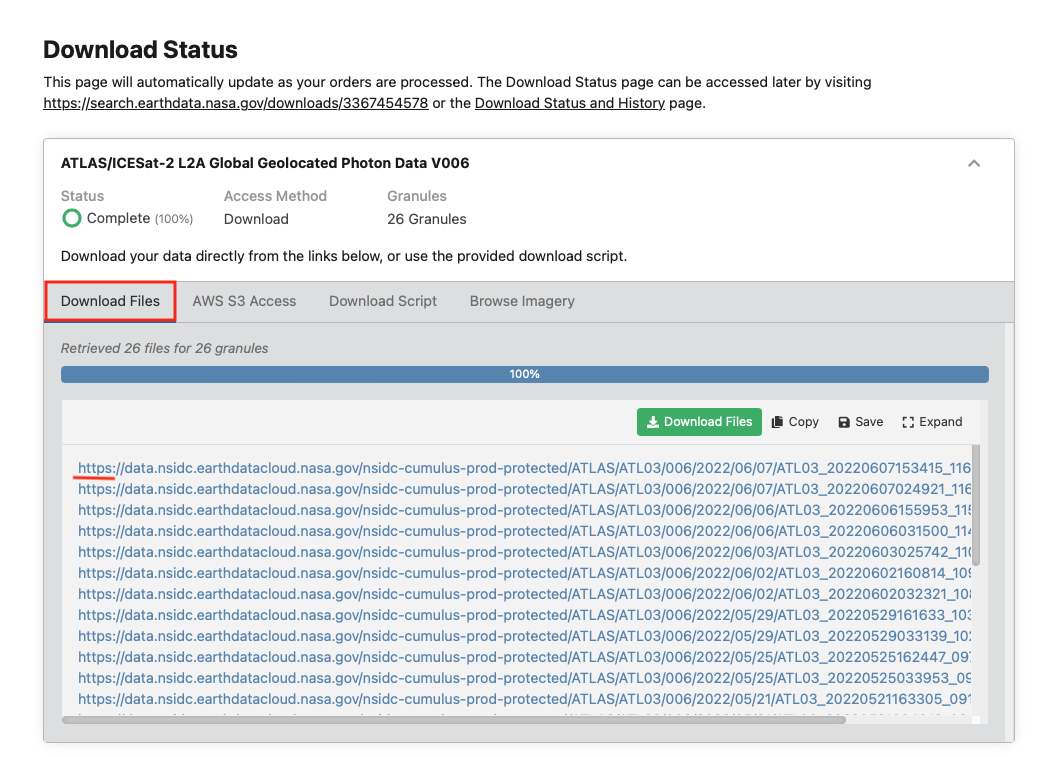 Download Status
This page will automatically update as your orders are processed. The Download Status page can be accessed later by visiting
https://search.earthdata.nasa.gov/downloads/3367454578 or the Download Status and History page.
ATLAS/ICESat-2 L2A Global Geolocated Photon Data V006
Status Access Method Granules
Complete (100%) Download 26 Granules
Download your data directly from the links below, or use the provided download script.
Download Files AWS S3 Access Download Script Browse Imagery
Retrieved 26 files for 26 granules
100%
Download Files Copy Save Expand
https://data.nsidc.earthdatacloud.nasa.gov/nsidc-cumulus-prod-protected/ATLAS/ATL03/006/2022/06/07/ATL03_20220607153415_116
https://data.nsidc.earthdatacloud.nasa.gov/nsidc-cumulus-prod-protected/ATLAS/ATL03/006/2022/06/07/ATL03_20220607024921_116
https://data.nsidc.earthdatacloud.nasa.gov/nsidc-cumulus-prod-protected/ATLAS/ATL03/006/2022/06/06/ATL03_20220606155953_115
https://data.nsidc.earthdatacloud.nasa.gov/nsidc-cumulus-prod-protected/ATLAS/ATL03/006/2022/06/06/ATL03_20220606031500_114
https://data.nsidc.earthdatacloud.nasa.gov/nsidc-cumulus-prod-protected/ATLAS/ATL03/006/2022/06/03/ATL03_20220603025742_110
https://data.nsidc.earthdatacloud.nasa.gov/nsidc-cumulus-prod-protected/ATLAS/ATL03/006/2022/06/02/ATL03_20220602160814_109
https://data.nsidc.earthdatacloud.nasa.gov/nsidc-cumulus-prod-protected/ATLAS/ATL03/006/2022/06/02/ATL03_20220602032321_108
https://data.nsidc.earthdatacloud.nasa.gov/nsidc-cumulus-prod-protected/ATLAS/ATL03/006/2022/05/29/ATL03_20220529161633_103
https://data.nsidc.earthdatacloud.nasa.gov/nsidc-cumulus-prod-protected/ATLAS/ATL03/006/2022/05/29/ATL03_20220529033139_102
https://data.nsidc.earthdatacloud.nasa.gov/nsidc-cumulus-prod-protected/ATLAS/ATL03/006/2022/05/25/ATL03_20220525162447_097
https://data.nsidc.earthdatacloud.nasa.gov/nsidc-cumulus-prod-protected/ATLAS/ATL03/006/2022/05/25/ATL03_20220525033953_09
https://data.nsidc.earthdatacloud.nasa.gov/nsidc-cumulus-prod-protected/ATLAS/ATL03/006/2022/05/21/ATL03_20220521163305_091